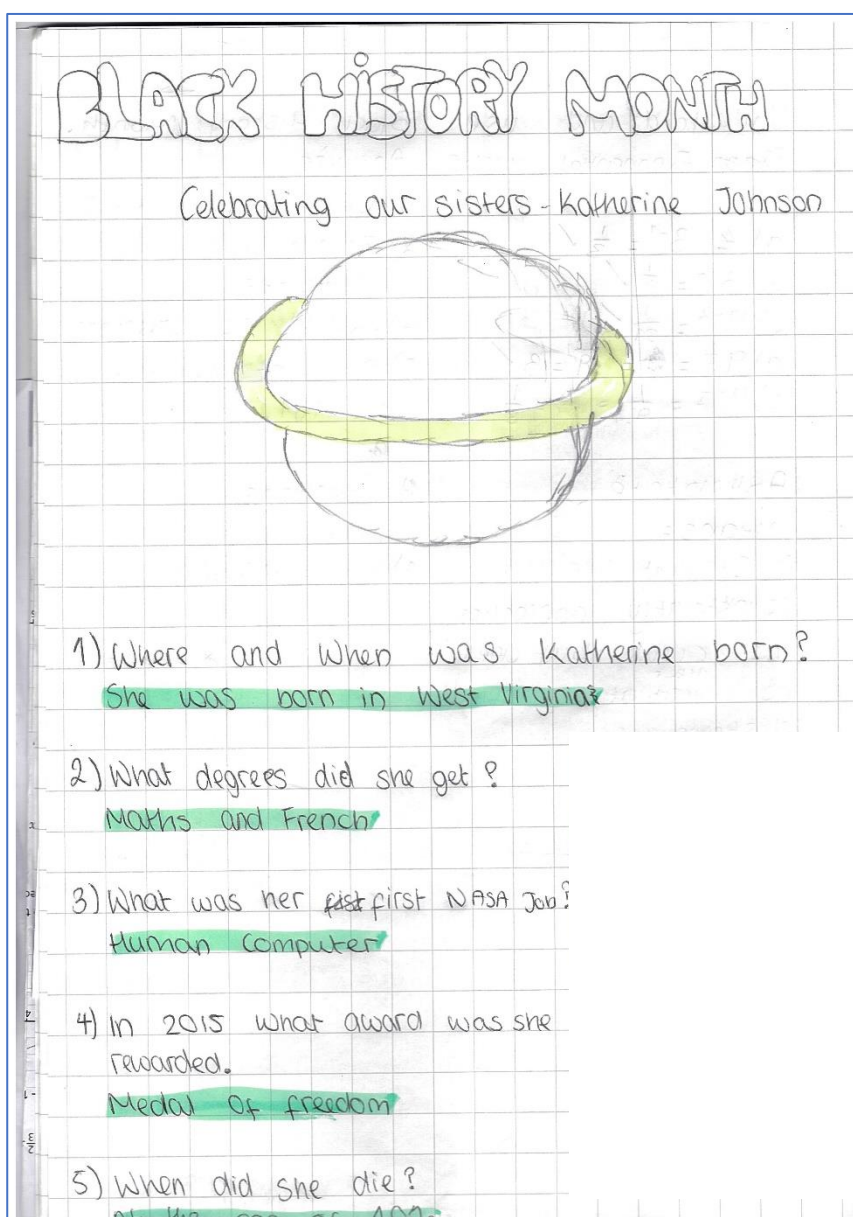 BLACK HISTORY MONTH
Celebrating our sisters - Katherine Johnson
1) Where and When was Katherine born?
She was born in West Virginia
2) What degrees did she get?
Maths and French
3) What was her fist first NASA Job?
Human Computer
4) In 2015 what award was she
rewarded.
Medal Of freedom
5) When did she die?